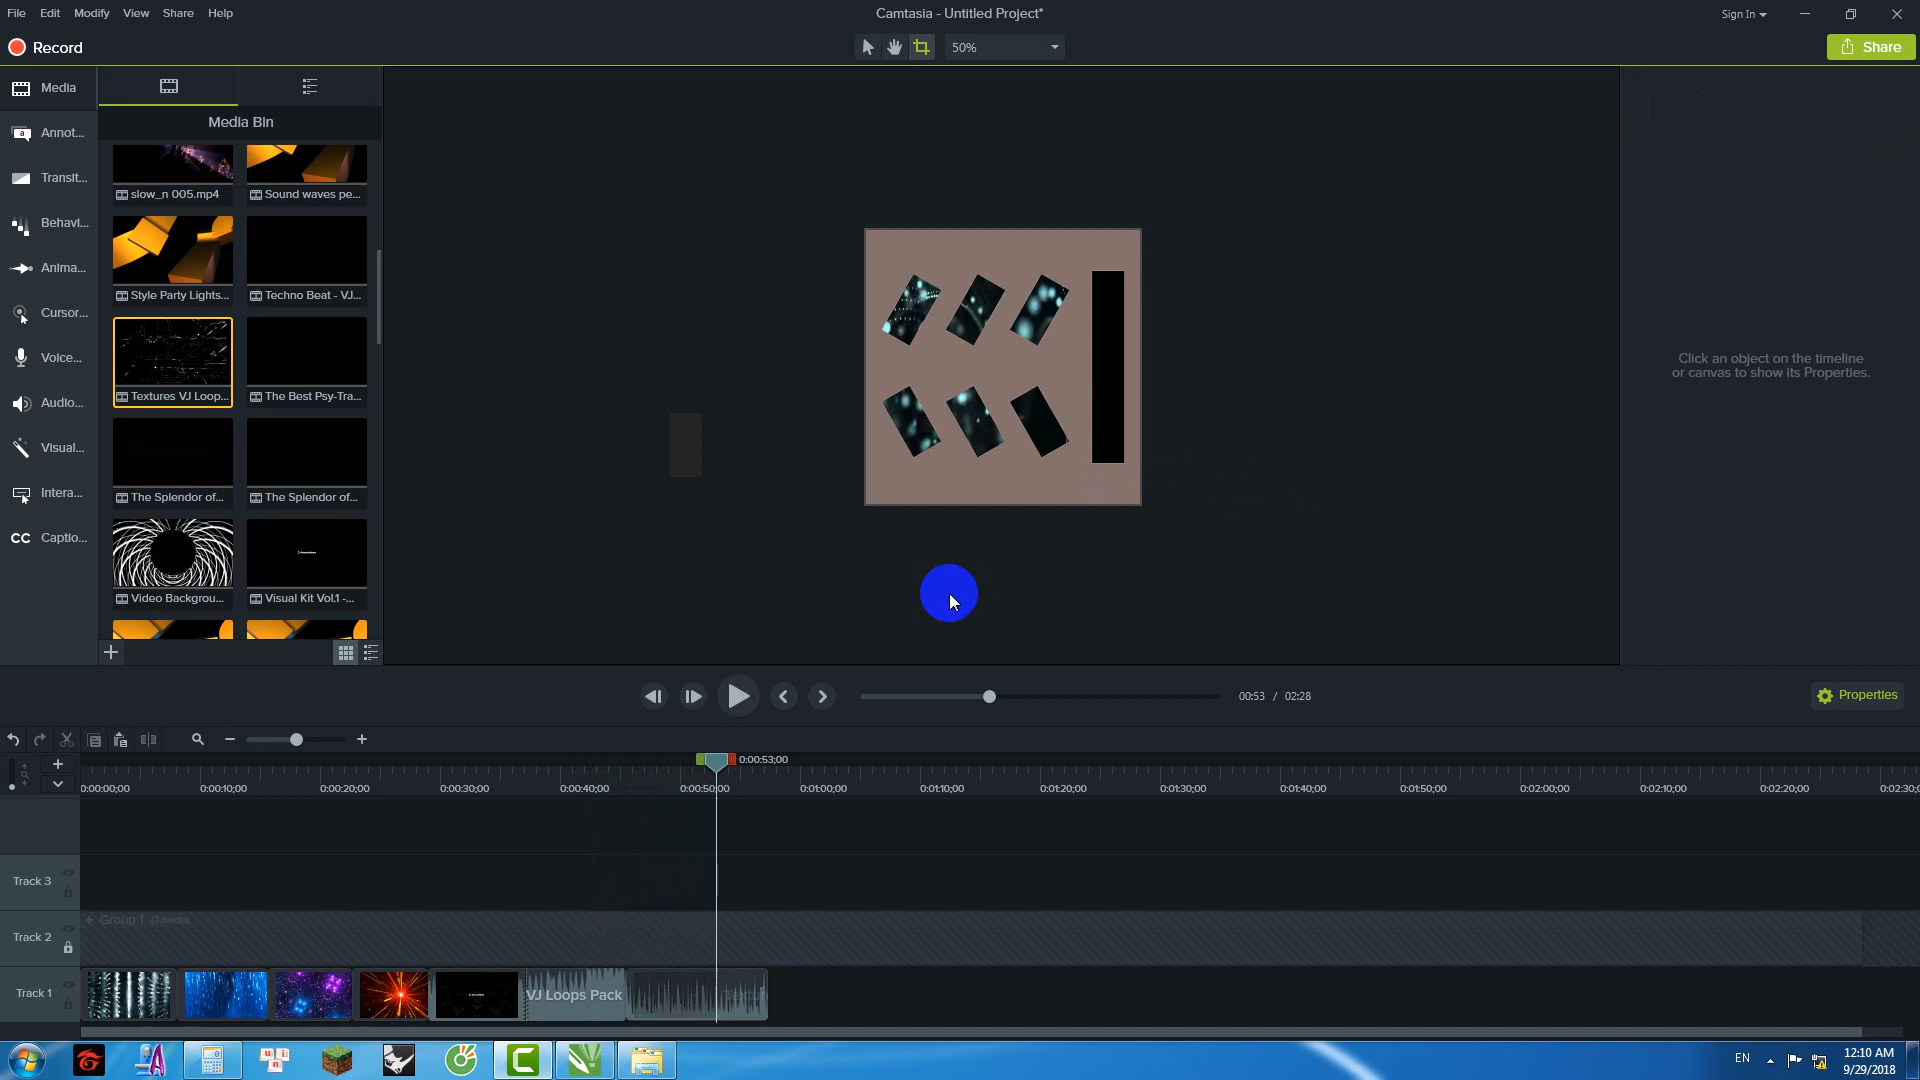 File Edit Modify View Share Help
Camtasia - Untitled Project*
Sign In
Record
50%
Share
Media
Annot...
Transit...
Behavi...
Anima...
Cursor...
Voice...
Audio...
Visual...
Intera...
CC Captio...
Media Bin
slow_n 005.mp4
Sound waves pe...
Style Party Lights...
Techno Beat - VJ...
Textures VJ Loop...
The Best Psy-Tra...
The Splendor of...
The Splendor of...
Video Backgrou...
Visual Kit Vol.1 -...
Click an object on the timeline
or canvas to show its Properties.
00:53 / 02:28
Properties
0:00:53;00
0:00:00;00 0:00:10;00 0:00:20;00 0:00:30;00 0:00:40;00 0:00:50;00 0:01:00;00 0:01:10;00 0:01:20;00 0:01:30;00 0:01:40;00 0:01:50;00 0:02:00;00 0:02:10;00 0:02:20;00 0:02:30;0
Track 3
Track 2
+ Group 1 (2 media)
Track 1
VJ Loops Pack
EN
12:10 AM
9/29/2018